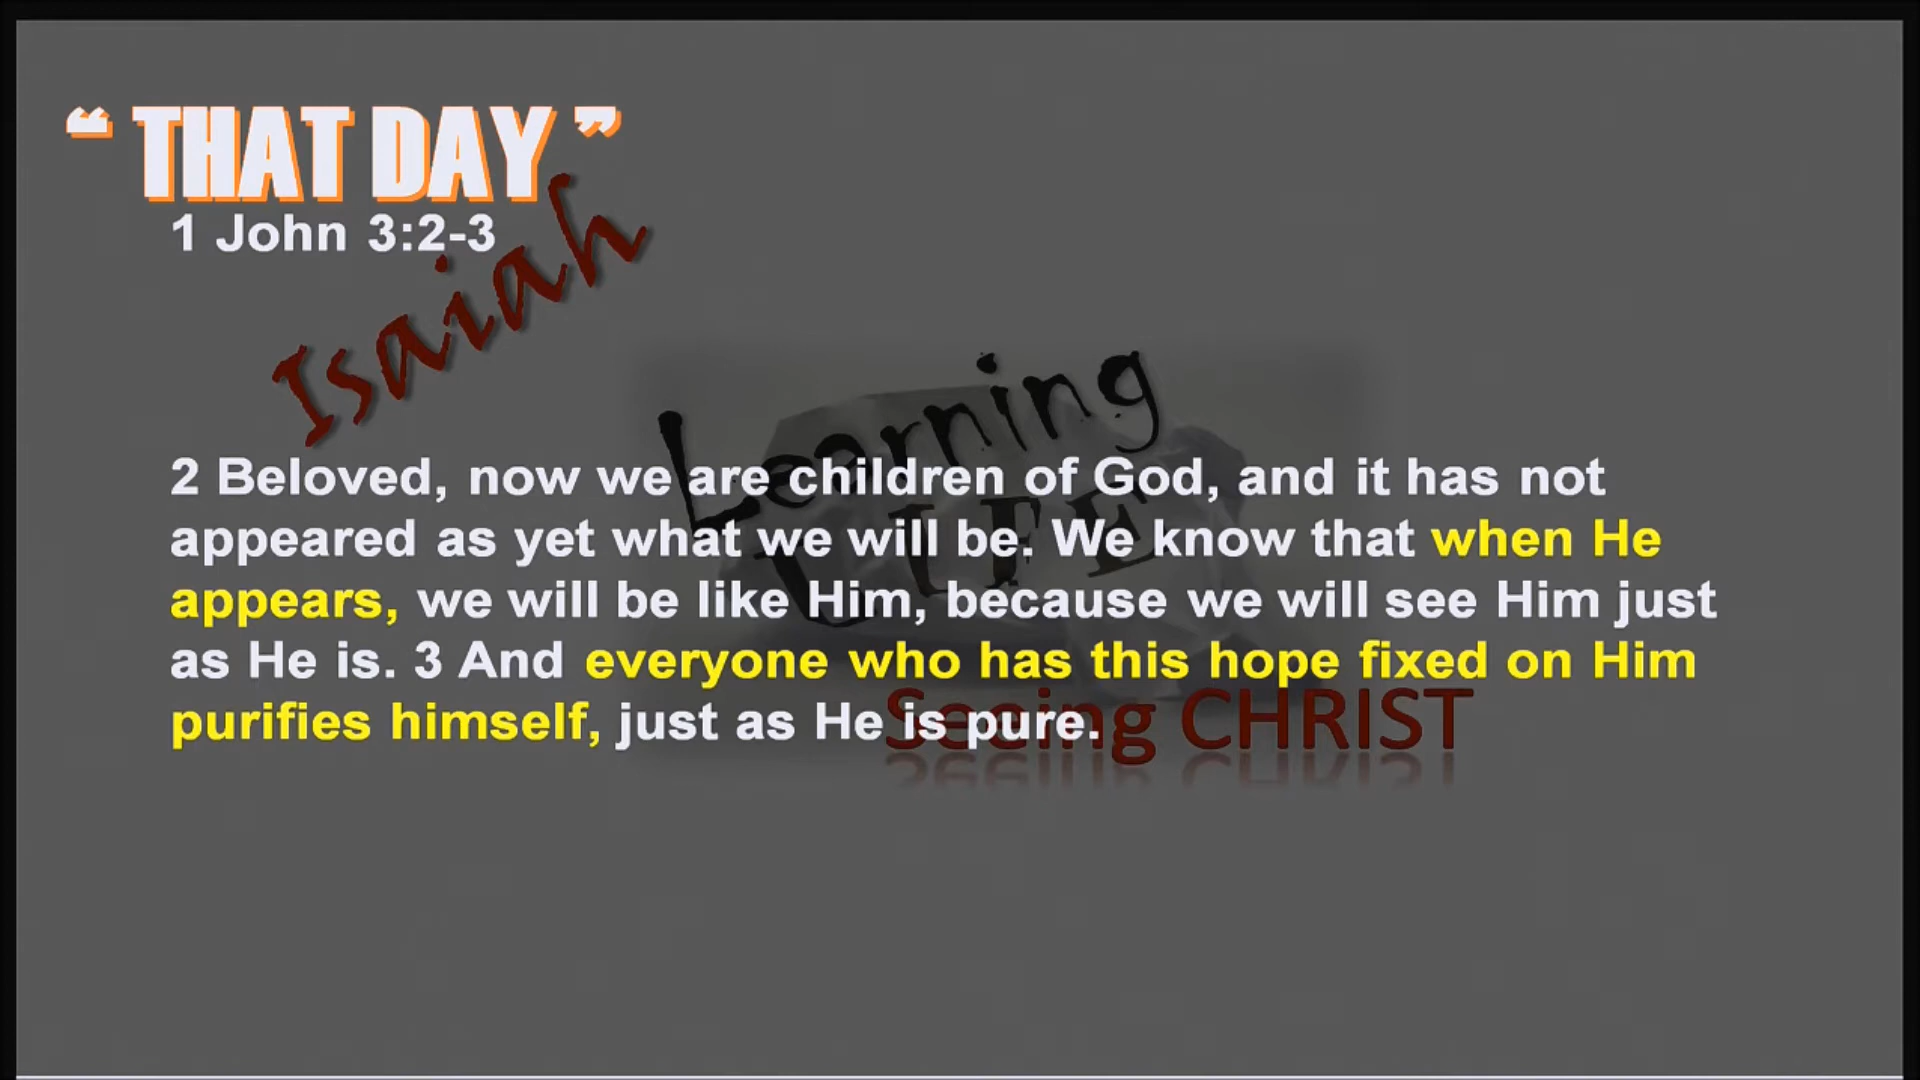 “ THAT DAY ”
1 John 3:2-3
Isaiah
Learning
LIFE
2 Beloved, now we are children of God, and it has not
appeared as yet what we will be. We know that when He
appears, we will be like Him, because we will see Him just
as He is. 3 And everyone who has this hope fixed on Him
purifies himself, just as He is pure.
Seeing CHRIST